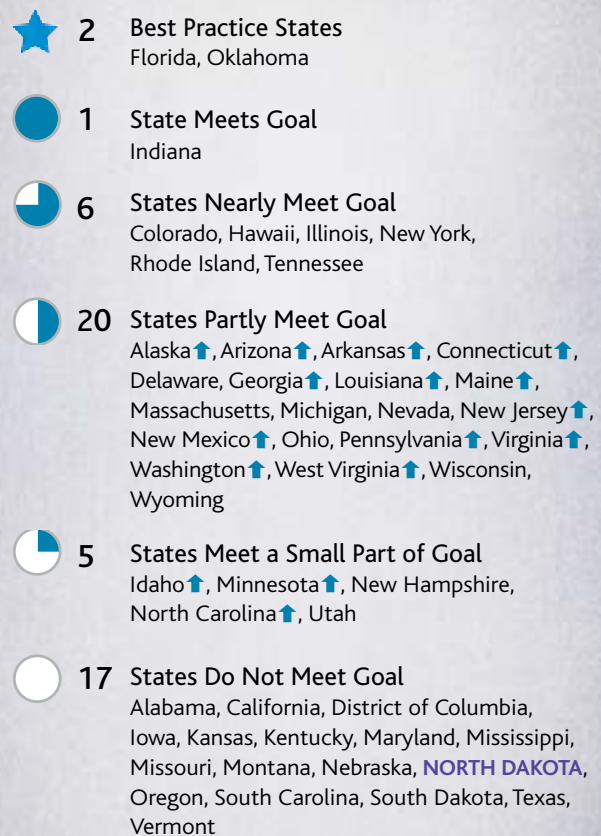 2 Best Practice States
Florida, Oklahoma
1 State Meets Goal
Indiana
6 States Nearly Meet Goal
Colorado, Hawaii, Illinois, New York,
Rhode Island, Tennessee
20 States Partly Meet Goal
Alaska⬆, Arizona⬆, Arkansas⬆, Connecticut⬆,
Delaware, Georgia⬆, Louisiana⬆, Maine⬆,
Massachusetts, Michigan, Nevada, New Jersey⬆,
New Mexico⬆, Ohio, Pennsylvania⬆, Virginia⬆,
Washington⬆, West Virginia⬆, Wisconsin,
Wyoming
5 States Meet a Small Part of Goal
Idaho⬆, Minnesota⬆, New Hampshire,
North Carolina⬆, Utah
17 States Do Not Meet Goal
Alabama, California, District of Columbia,
Iowa, Kansas, Kentucky, Maryland, Mississippi,
Missouri, Montana, Nebraska, NORTH DAKOTA,
Oregon, South Carolina, South Dakota, Texas,
Vermont